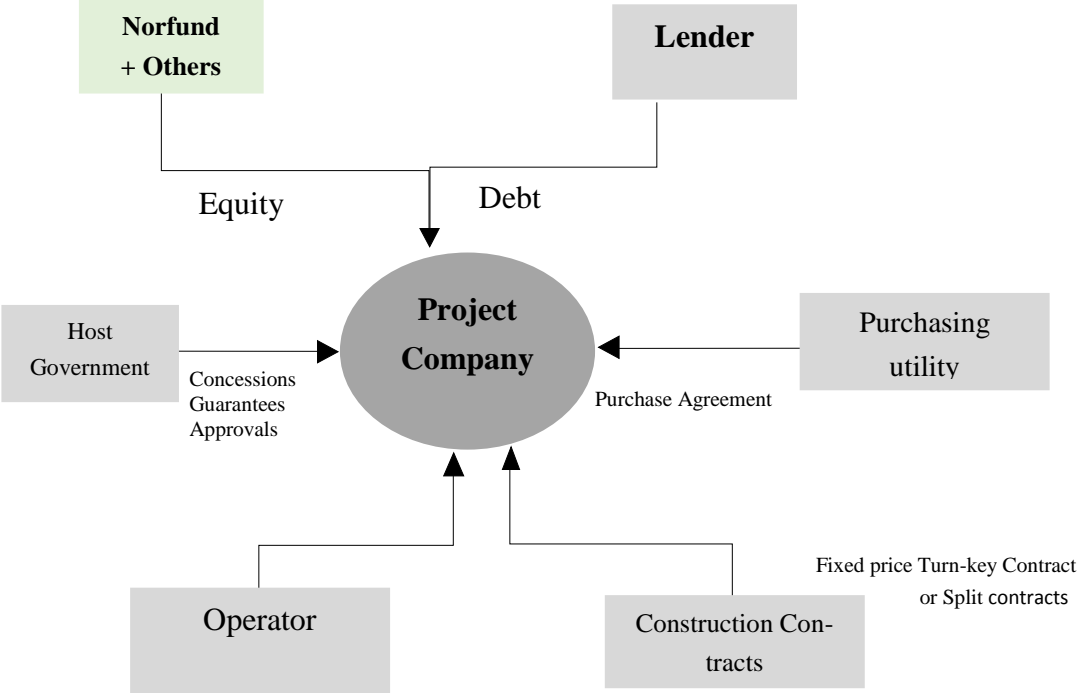 Norfund
+ Others
Lender
Equity
Debt
Project
Company
Host
Government
Concessions
Guarantees
Approvals
Purchasing
utility
Purchase Agreement
Operator
Construction Con-
tracts
Fixed price Turn-key Contract
or Split contracts